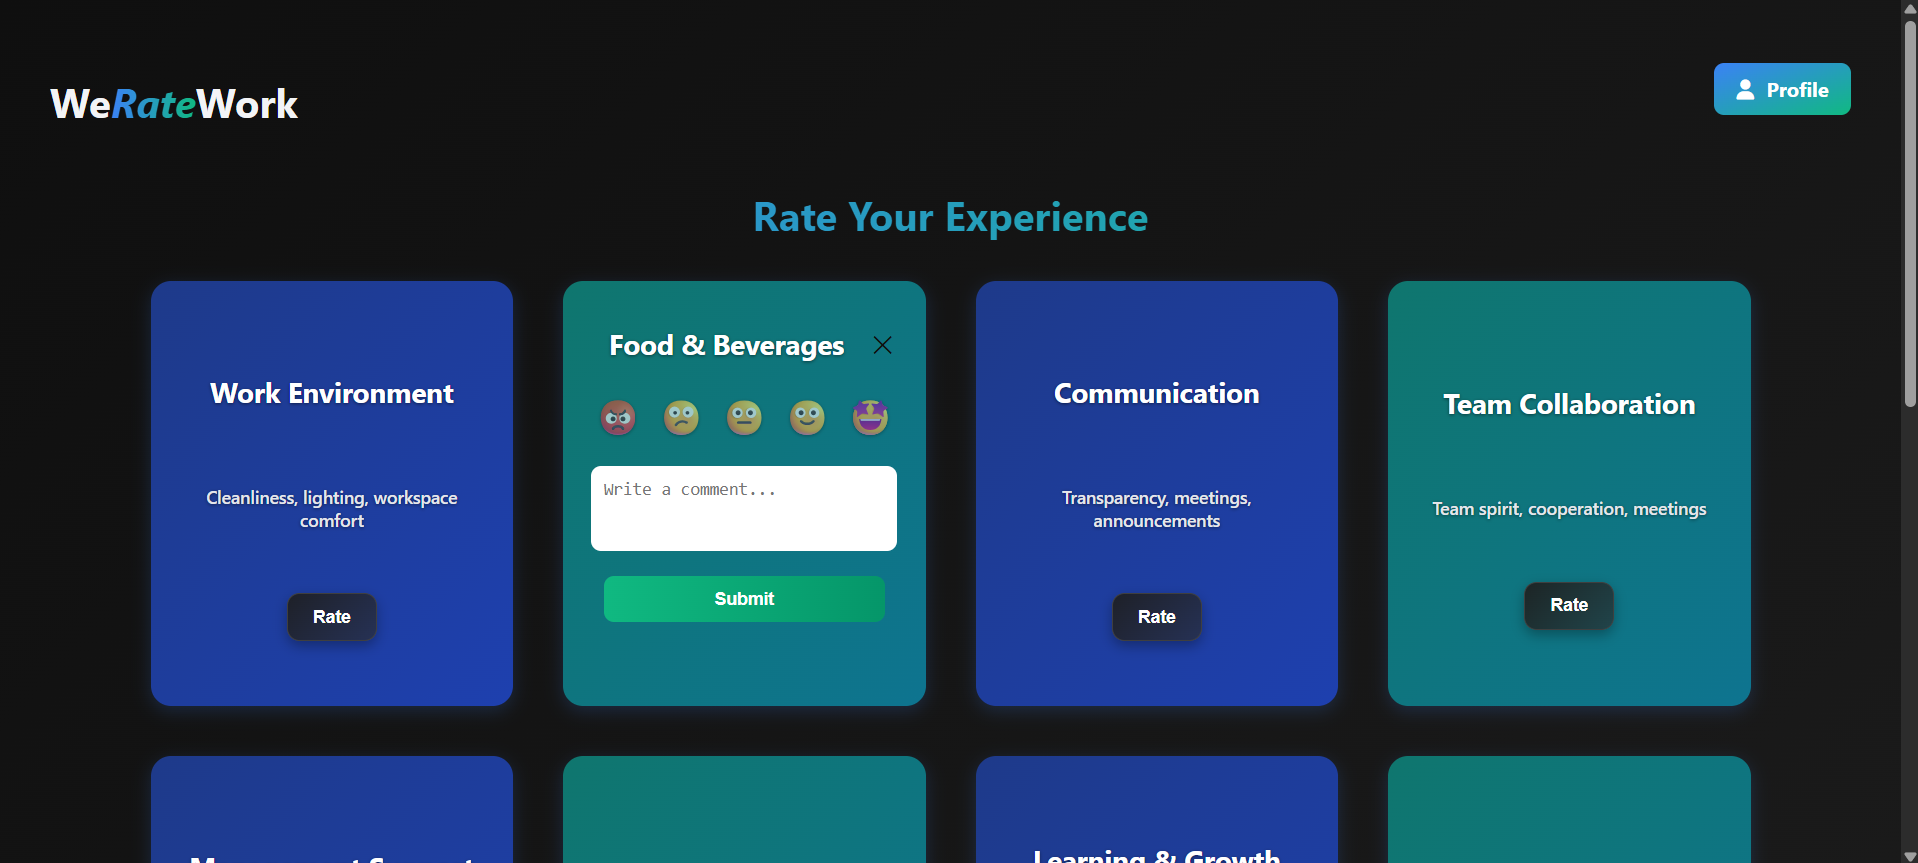 WeRateWork
Profile
Rate Your Experience
Work Environment
Cleanliness, lighting, workspace
comfort
Rate
Food & Beverages
Write a comment...
Submit
Communication
Transparency, meetings,
announcements
Rate
Team Collaboration
Team spirit, cooperation, meetings
Rate
Learning & Growth